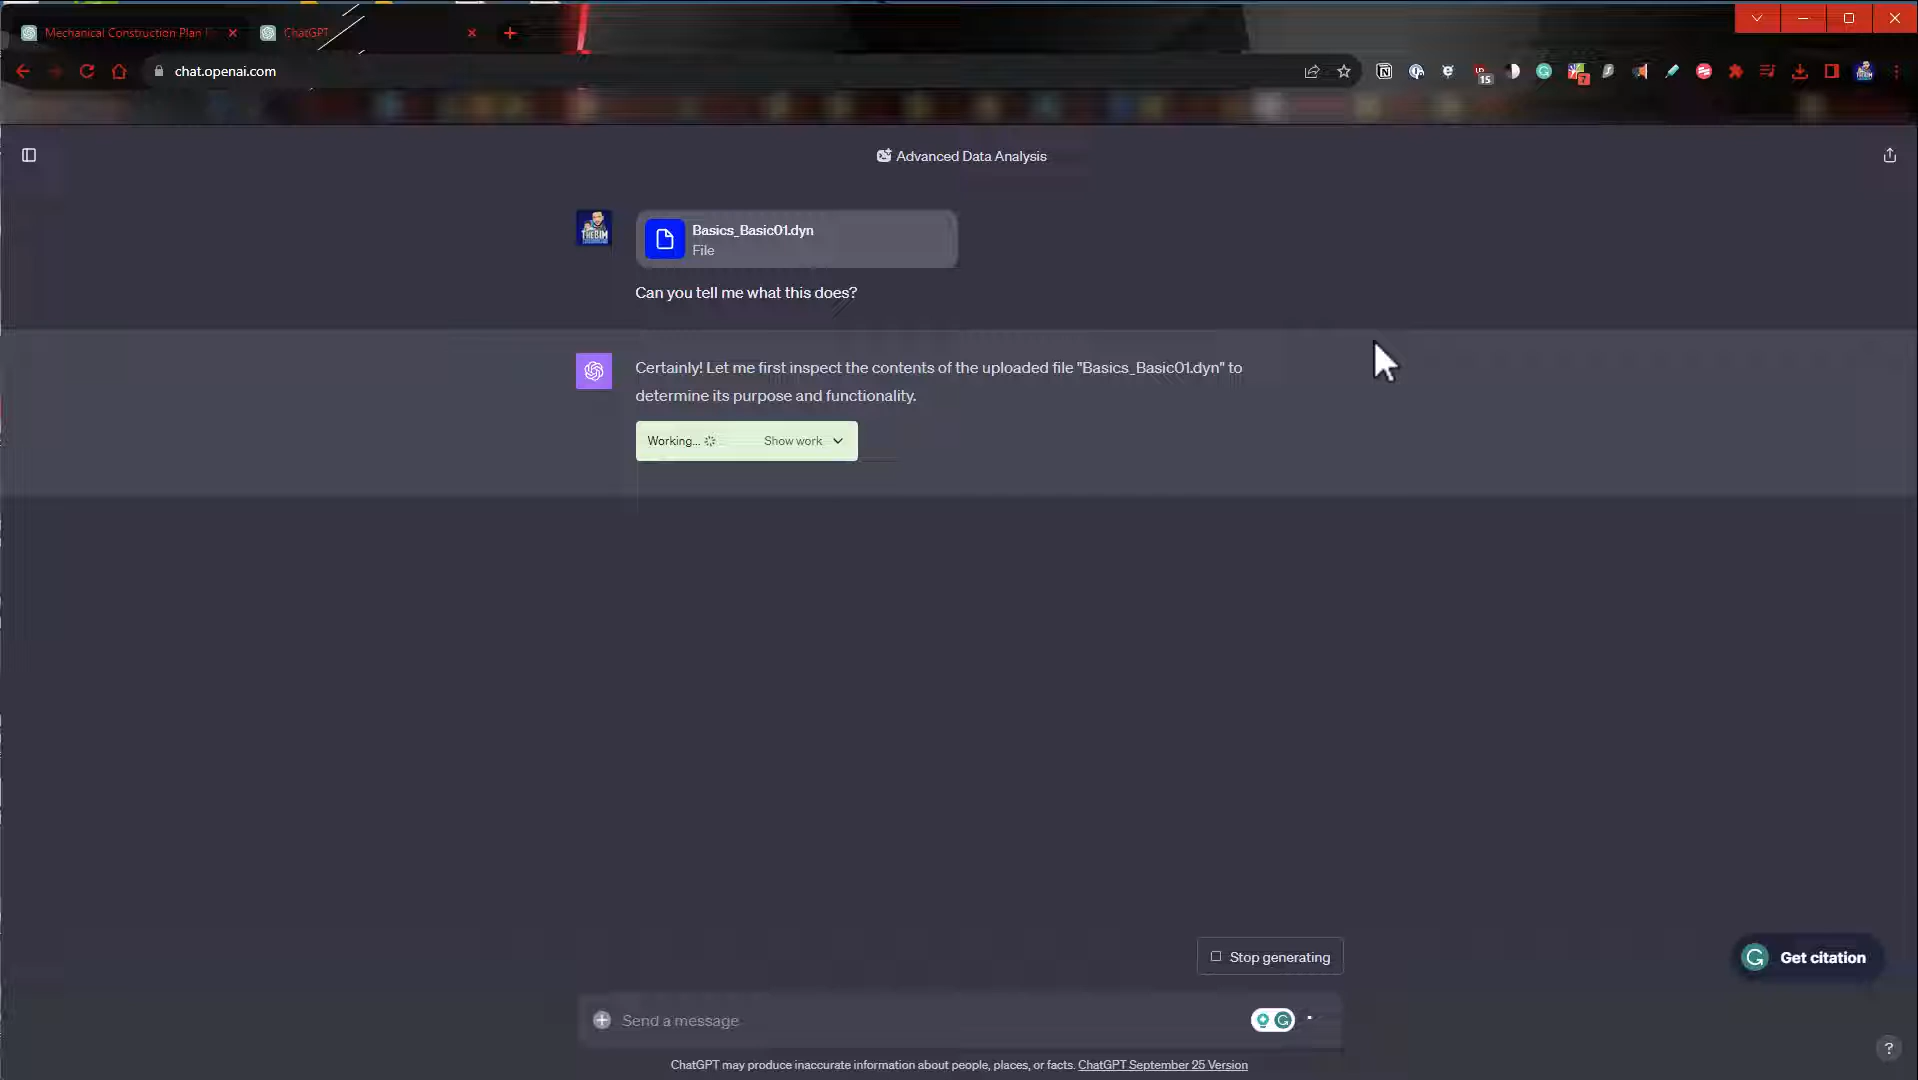 Mechanical Construction Plan
ChatGPT
chat.openai.com
15
7
Advanced Data Analysis
THEBIM
Basics_Basic01.dyn
File
Can you tell me what this does?
Certainly! Let me first inspect the contents of the uploaded file "Basics_Basic01.dyn" to
determine its purpose and functionality.
Working... Show work
Stop generating
Get citation
Send a message
ChatGPT may produce inaccurate information about people, places, or facts. ChatGPT September 25 Version
?